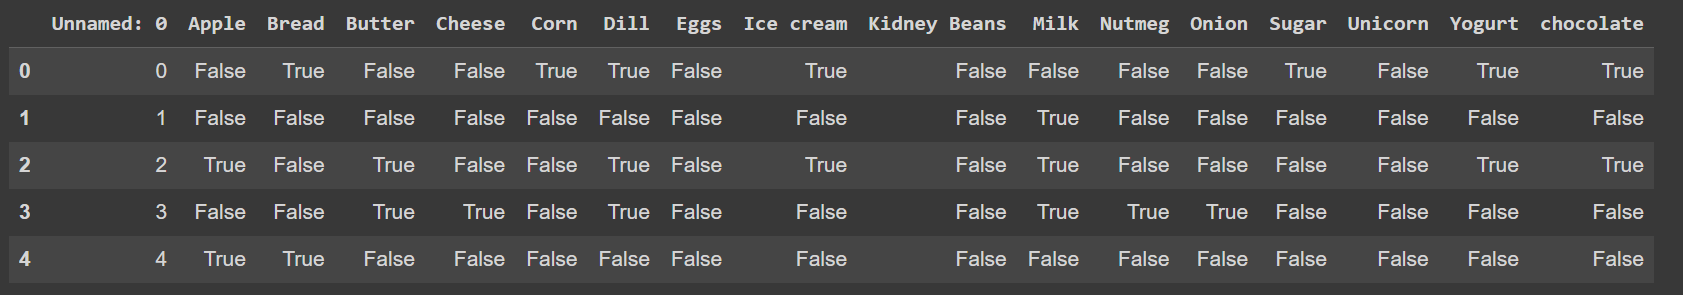 Unnamed: 0 Apple Bread Butter Cheese Corn Dill Eggs Ice cream Kidney Beans Milk Nutmeg Onion Sugar Unicorn Yogurt chocolate
0 0 False True False False True True False True False False False False True False True True
1 1 False False False False False False False False False True False False False False False False
2 2 True False True False False True False True False False False False False False True True
3 3 False False True True False True False False False True True True False False False False
4 4 True True False False False False False False False False False False False False False False